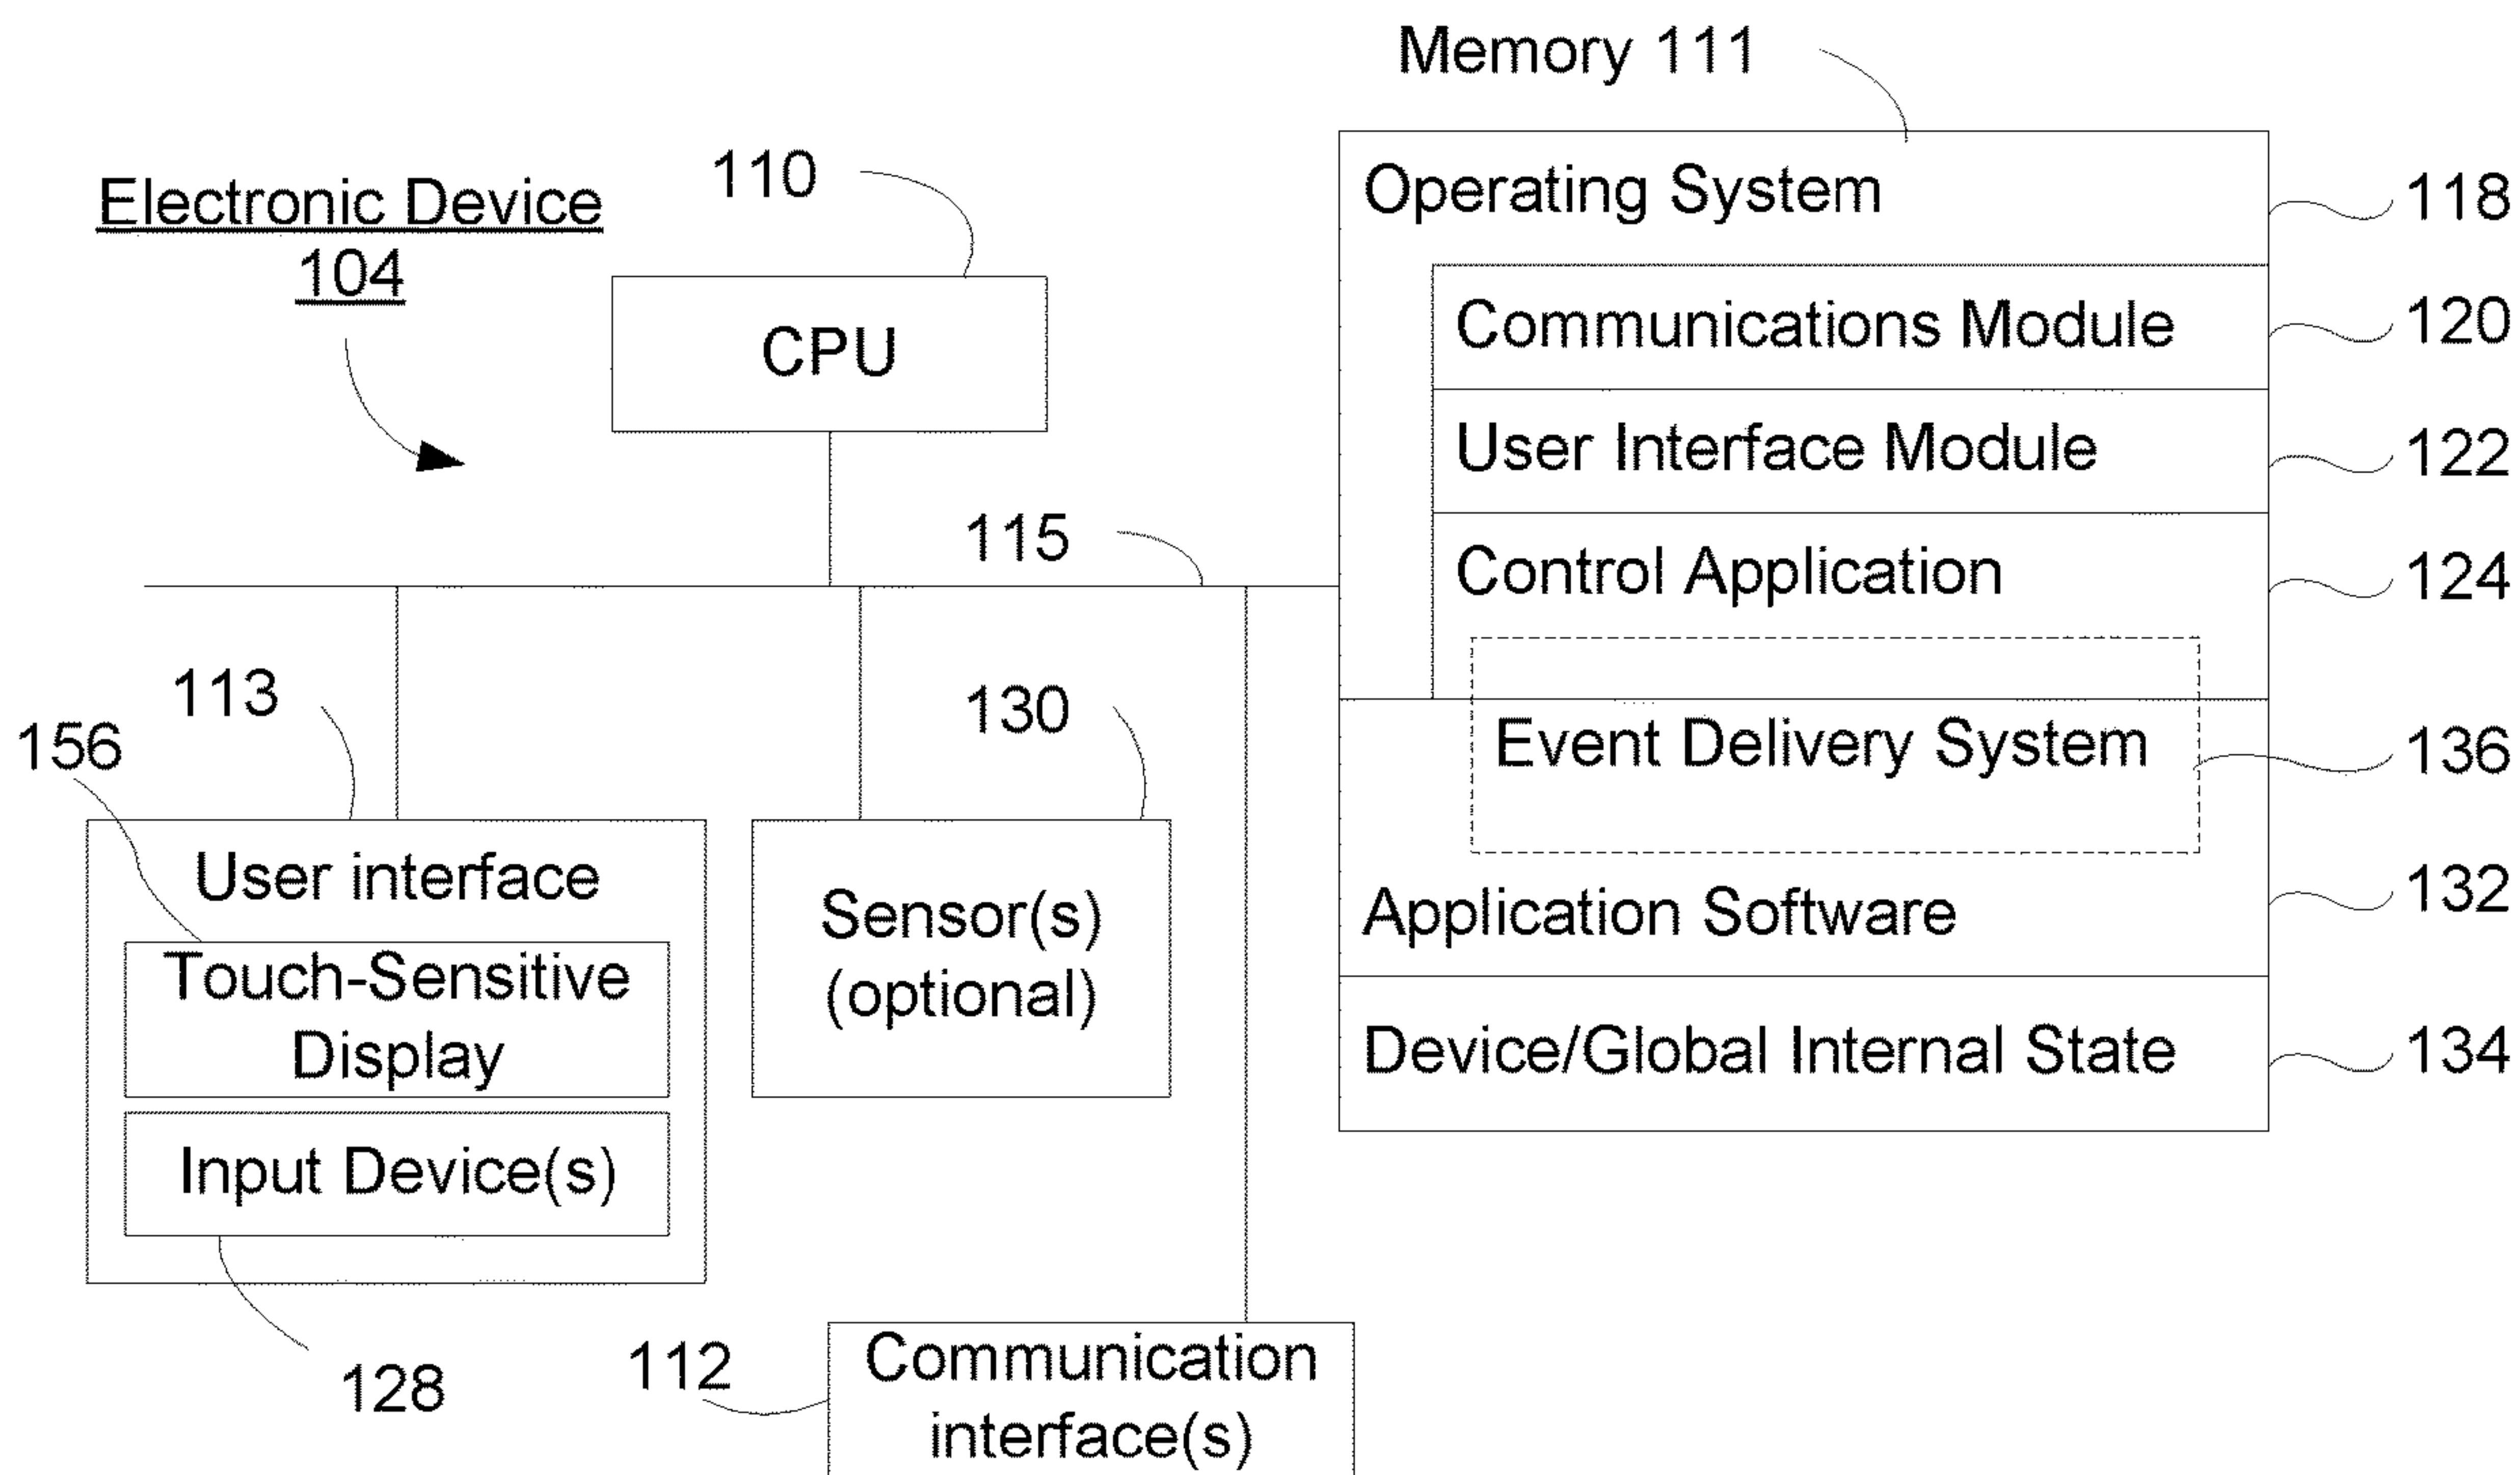 Memory 111
Electronic Device
104
110
CPU
115
Operating System
118
Communications Module
120
User Interface Module
122
Control Application
124
Event Delivery System
136
Application Software
132
Device/Global Internal State
134
113
156
User interface
Touch-Sensitive
Display
Input Device(s)
128
130
Sensor(s)
(optional)
112
Communication
interface(s)